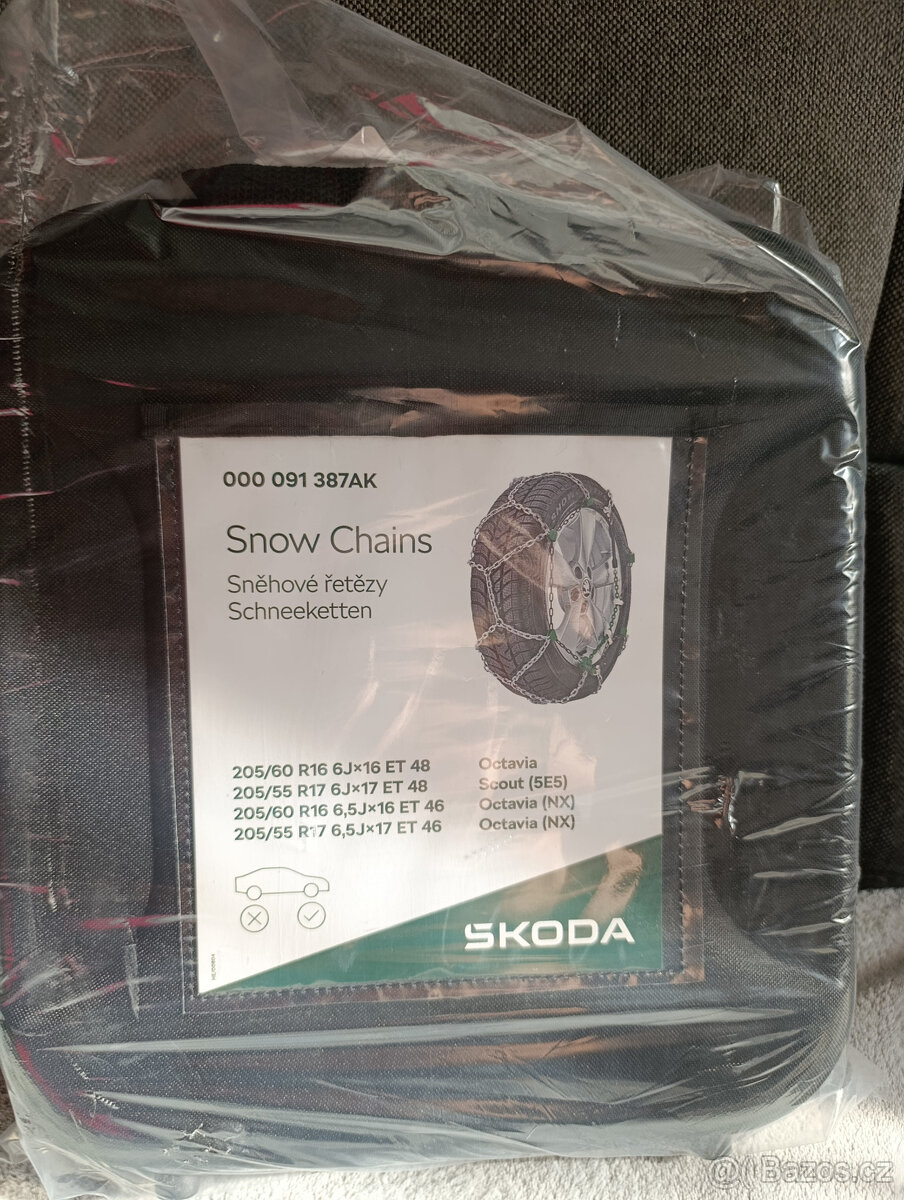 000 091 387AK
Snow Chains
Sněhové řetězy
Schneeketten
205/60 R16 6J×16 ET 48 Octavia
205/55 R17 6J×17 ET 48 Scout (5E5)
205/60 R16 6,5J×16 ET 46 Octavia (NX)
205/55 R17 6,5J×17 ET 46 Octavia (NX)
ŠKODA
@ Bazos.cz